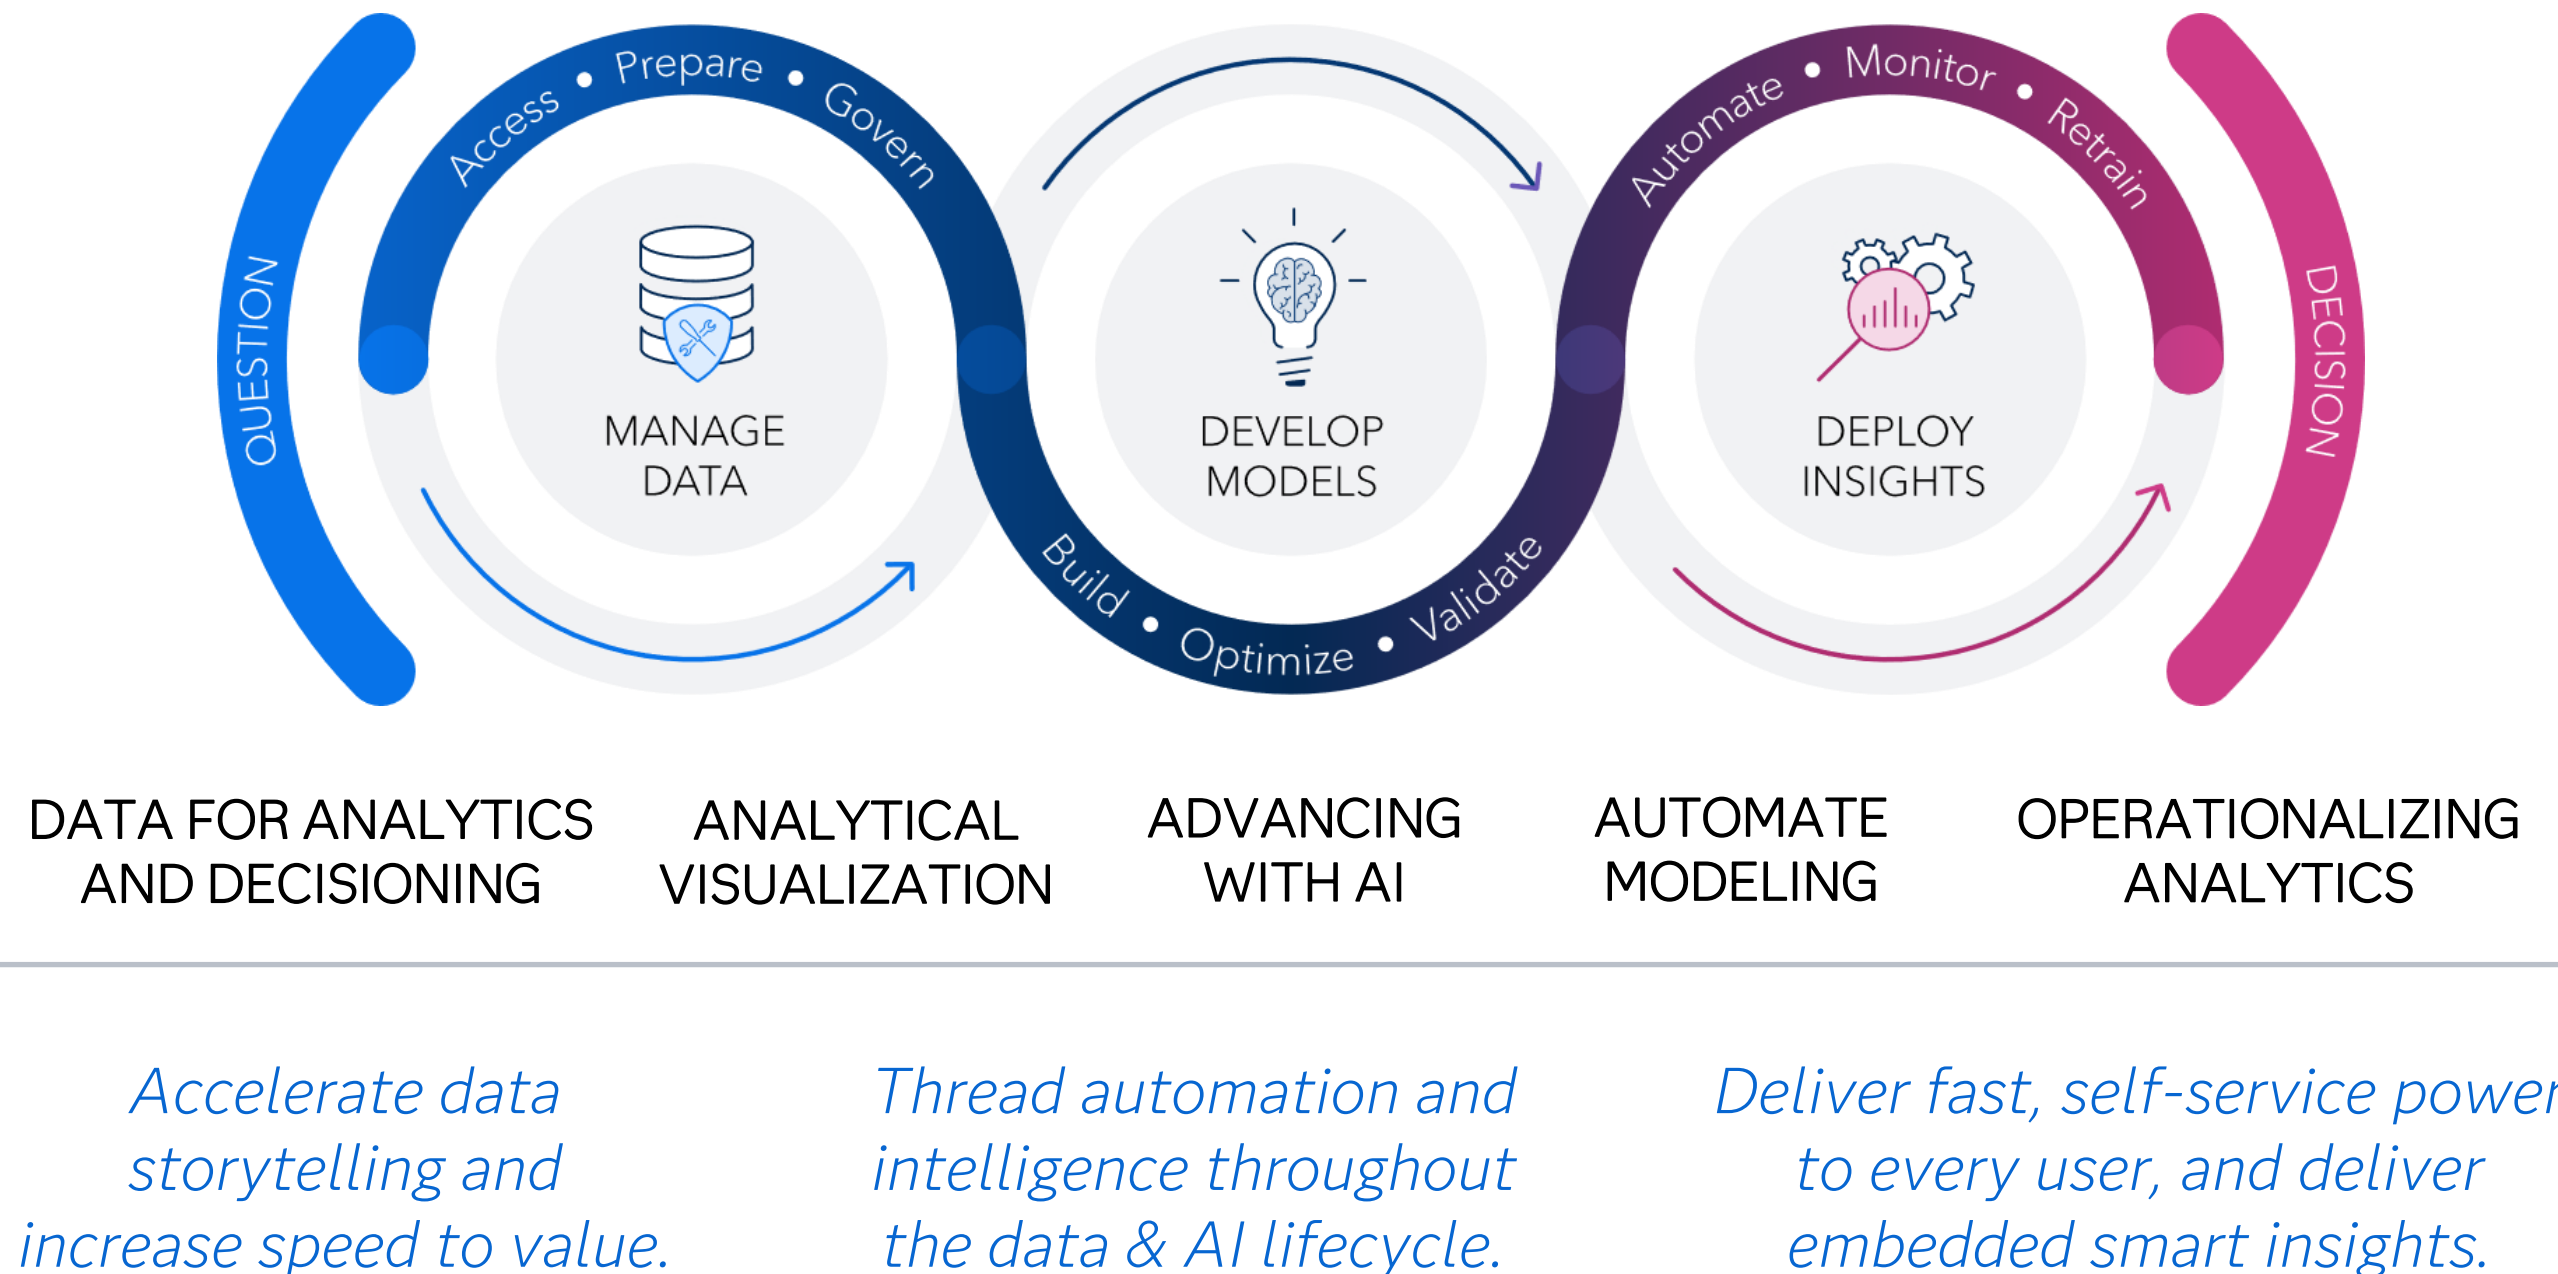 QUESTION
Access • Prepare • Govern
MANAGE
DATA
DEVELOP
MODELS
Build • Optimize • Validate
Automate • Monitor • Retrain
DEPLOY
INSIGHTS
DECISION
DATA FOR ANALYTICS
AND DECISIONING
ANALYTICAL
VISUALIZATION
ADVANCING
WITH AI
AUTOMATE
MODELING
OPERATIONALIZING
ANALYTICS
Accelerate data
storytelling and
increase speed to value.
Thread automation and
intelligence throughout
the data & AI lifecycle.
Deliver fast, self-service power
to every user, and deliver
embedded smart insights.